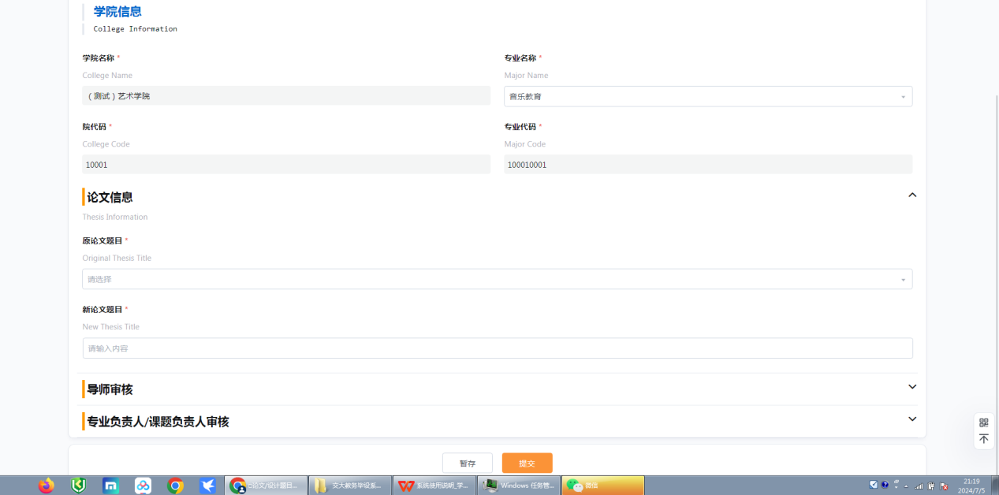 学院信息
College Information
学院名称 *
专业名称 *
College Name
Major Name
（测试）艺术学院
音乐教育
院代码 *
专业代码 *
College Code
Major Code
10001
100010001
论文信息
Thesis Information
原论文题目 *
Original Thesis Title
请选择
新论文题目 *
New Thesis Title
请输入内容
导师审核
专业负责人/课题负责人审核
暂存
提交
论文/设计题目...
交大教务毕设系...
系统使用说明_学...
Windows 任务管...
微信
21:19
2024/7/5